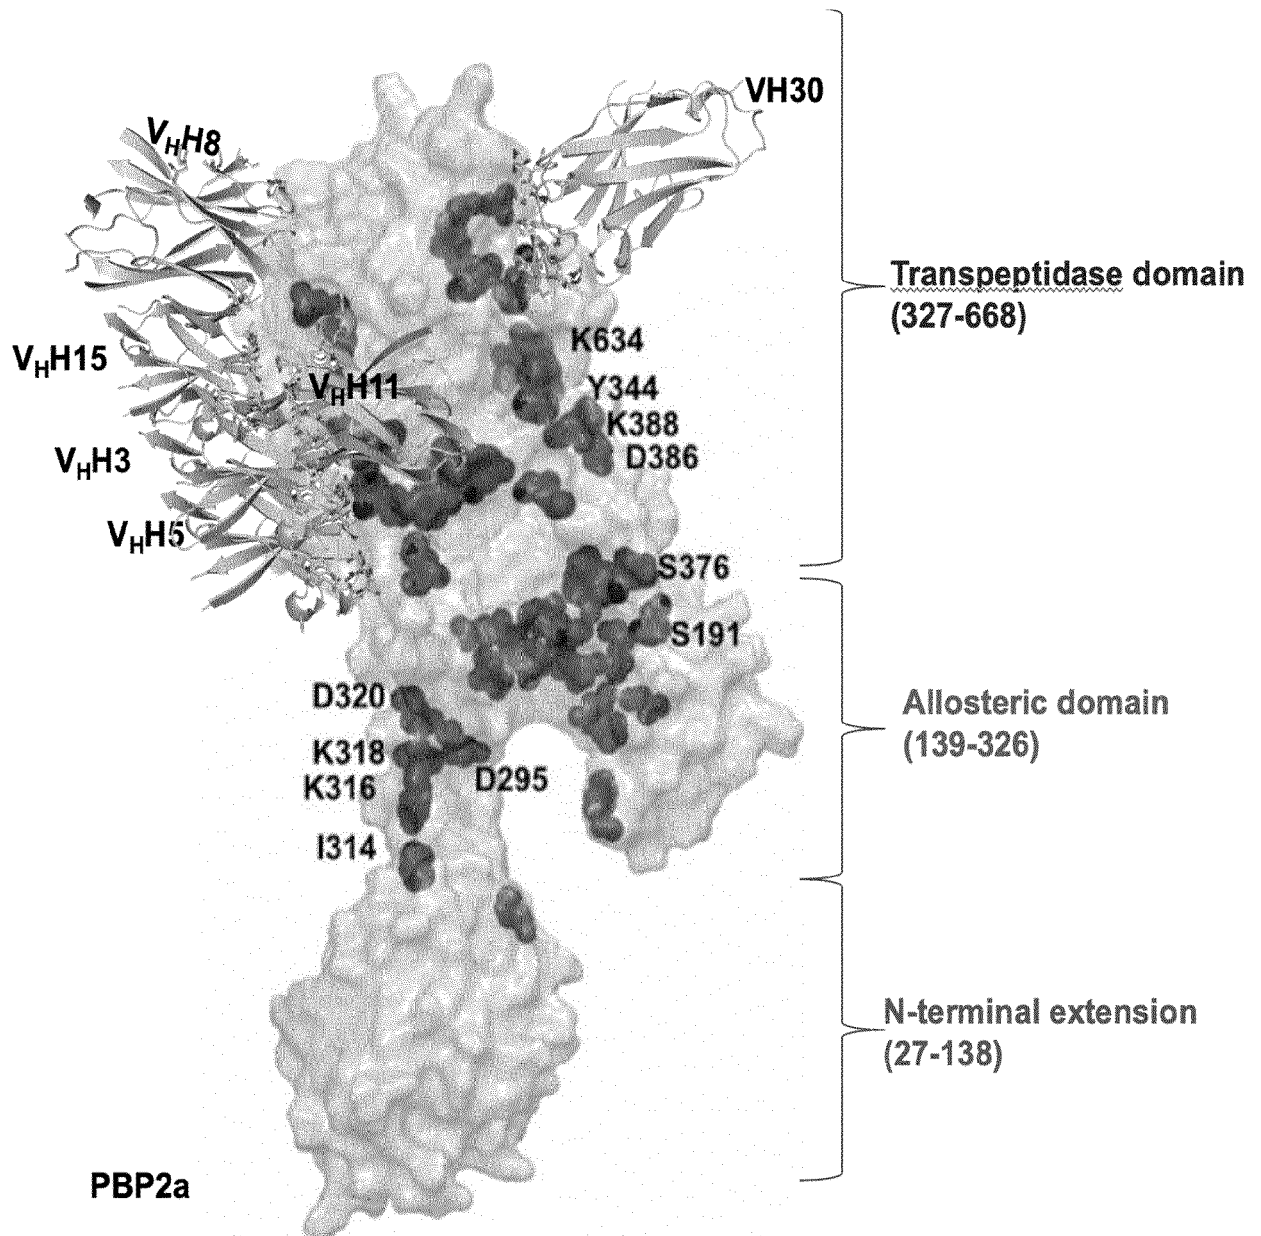 VH30
VHH8
Transpeptidase domain
(327-668)
K634
VHH15
VHH11
Y344
K388
VHH3
D386
VHH5
S376
S191
D320
Allosteric domain
(139-326)
K318
D295
K316
I314
N-terminal extension
(27-138)
PBP2a